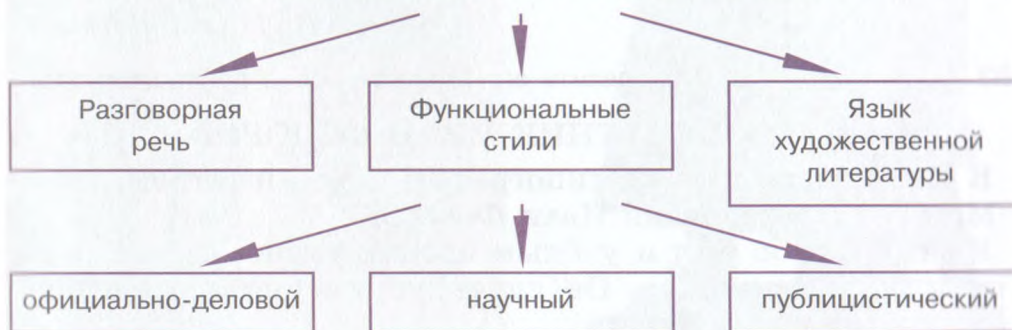 Разговорная
речь
Функциональные
стили
Язык
художественной
литературы
официально-деловой
научный
публицистический